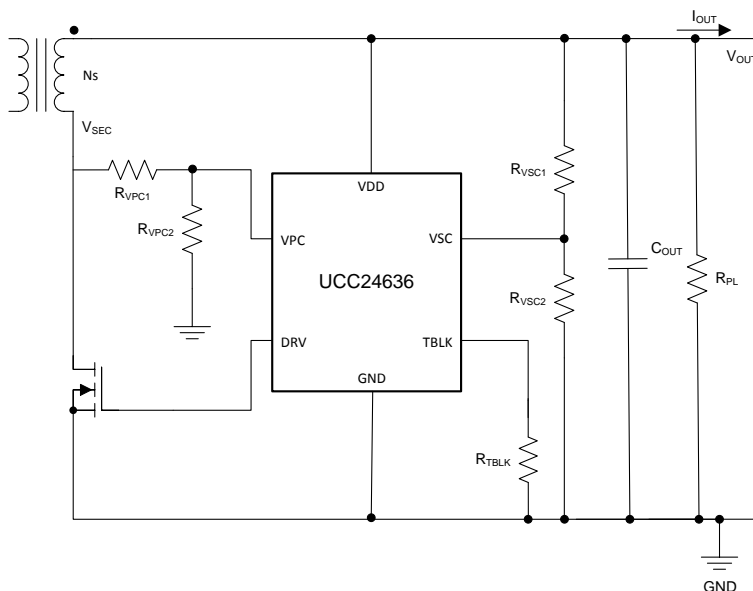 IOUT
VOUT
Ns
VSEC
RVPC1
RVPC2
VDD
VPC
VSC
UCC24636
DRV
TBLK
GND
RVSC1
RVSC2
COUT
RPL
RTBLK
GND